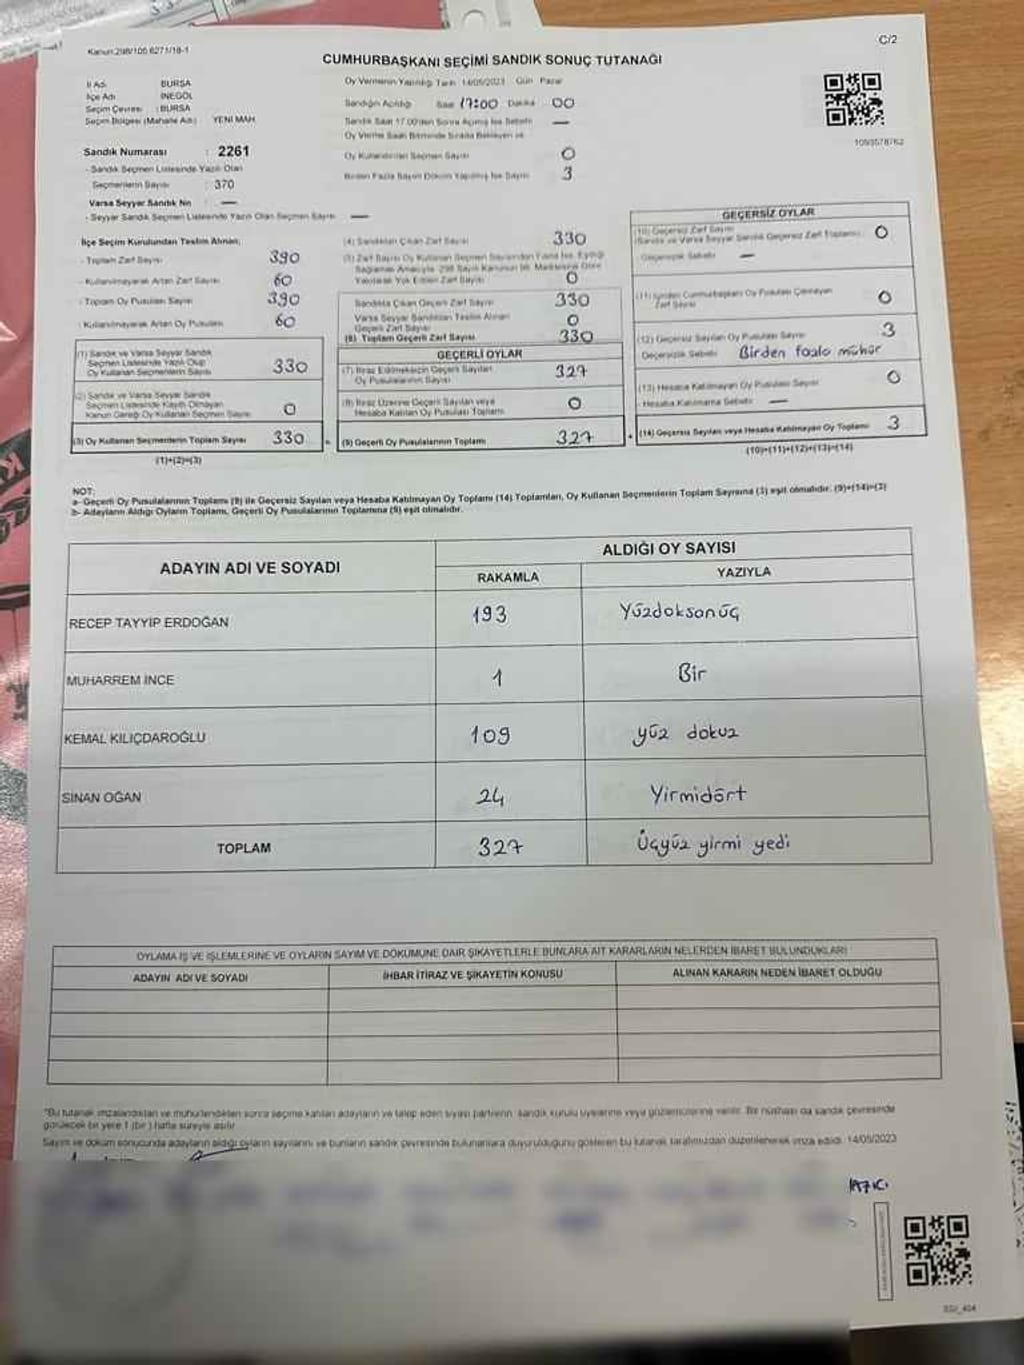 Kanun:298/105 6271/18-1
C/2
CUMHURBAŞKANI SEÇİMİ SANDIK SONUÇ TUTANAĞI
İl Adı : BURSA
İlçe Adı : İNEGÖL
Seçim Çevresi : BURSA
Seçim Bölgesi (Mahalle Adı) : YENİ MAH
Sandık Numarası : 2261
- Sandık Seçmen Listesinde Yazılı Olan
Seçmenlerin Sayısı : 370
Varsa Seyyar Sandık No : —
- Seyyar Sandık Seçmen Listesinde Yazılı Olan Seçmen Sayısı : —
Oy Vermenin Yapıldığı Tarih 14/05/2023 Gün Pazar
Sandığın Açıldığı Saat 17:00 Dakika 00
Sandık Saat 17.00'den Sonra Açılmış İse Sebebi —
Oy Verme Saati Bitiminde Sırada Bekleyen ve
Oy Kullandırılan Seçmen Sayısı 0
Birden Fazla Sayım Döküm Yapılmış İse Sayısı 3
1093578762
İlçe Seçim Kurulundan Teslim Alınan;
- Toplam Zarf Sayısı 390
- Kullanılmayarak Artan Zarf Sayısı 60
- Toplam Oy Pusulası Sayısı 390
- Kullanılmayarak Artan Oy Pusulası 60
(1) Sandık ve Varsa Seyyar Sandık
Seçmen Listesinde Yazılı Olup
Oy Kullanan Seçmenlerin Sayısı 330
(2) Sandık ve Varsa Seyyar Sandık
Seçmen Listesinde Kayıtlı Olmayan
Kanun Gereği Oy Kullanan Seçmen Sayısı 0
(3) Oy Kullanan Seçmenlerin Toplam Sayısı 330
(1)+(2)=(3)
(4) Sandıktan Çıkan Zarf Sayısı 330
(5) Zarf Sayısı Oy Kullanan Seçmen Sayısından Fazla İse, Eşitliği
Sağlamak Amacıyla 298 Sayılı Kanunun 98. Maddesine Göre
Yakılarak Yok Edilen Zarf Sayısı 0
Sandıkta Çıkan Geçerli Zarf Sayısı 330
Varsa Seyyar Sandıktan Teslim Alınan
Geçerli Zarf Sayısı 0
(6) Toplam Geçerli Zarf Sayısı 330
GEÇERLİ OYLAR
(7) İtiraz Edilmeksizin Geçerli Sayılan
Oy Pusulalarının Sayısı 327
(8) İtiraz Üzerine Geçerli Sayılan veya
Hesaba Katılan Oy Pusulası Toplamı 0
(9) Geçerli Oy Pusulalarının Toplamı 327
GEÇERSİZ OYLAR
(10) Geçersiz Zarf Sayısı
(Sandık ve Varsa Seyyar Sandık Geçersiz Zarf Toplamı) 0
Geçersizlik Sebebi —
(11) İçinden Cumhurbaşkanı Oy Pusulası Çıkmayan
Zarf Sayısı 0
(12) Geçersiz Sayılan Oy Pusulası Sayısı 3
Geçersizlik Sebebi Birden fazla mühür
(13) Hesaba Katılmayan Oy Pusulası Sayısı 0
- Hesaba Katılmama Sebebi —
(14) Geçersiz Sayılan veya Hesaba Katılmayan Oy Toplamı 3
(10)+(11)+(12)+(13)=(14)
NOT:
a- Geçerli Oy Pusulalarının Toplamı (9) ile Geçersiz Sayılan veya Hesaba Katılmayan Oy Toplamı (14) Toplamları, Oy Kullanan Seçmenlerin Toplam Sayısına (3) eşit olmalıdır. (9)+(14)=(3)
b- Adayların Aldığı Oyların Toplamı, Geçerli Oy Pusulalarının Toplamına (9) eşit olmalıdır.
ADAYIN ADI VE SOYADI
ALDIĞI OY SAYISI
RAKAMLA YAZIYLA
RECEP TAYYİP ERDOĞAN 193 Yüzdoksanüç
MUHARREM İNCE 1 Bir
KEMAL KILIÇDAROĞLU 109 yüz dokuz
SİNAN OĞAN 24 Yirmidört
TOPLAM 327 Üçyüz yirmi yedi
OYLAMA İŞ VE İŞLEMLERİNE VE OYLARIN SAYIM VE DÖKÜMÜNE DAİR ŞİKAYETLERLE BUNLARA AİT KARARLARIN NELERDEN İBARET BULUNDUKLARI
ADAYIN ADI VE SOYADI İHBAR İTİRAZ VE ŞİKAYETİN KONUSU ALINAN KARARIN NEDEN İBARET OLDUĞU
*Bu tutanak imzalandıktan ve mühürlendikten sonra seçime katılan adayların ve talep eden siyasi partilerin sandık kurulu üyelerine veya gözlemcilerine verilir. Bir nüshası da sandık çevresinde
görülecek bir yere 1 (bir) hafta süreyle asılır.
Sayım ve döküm sonucunda adayların aldığı oyların sayılarını ve bunların sandık çevresinde bulunanlara duyurulduğunu gösteren bu tutanak tarafımızdan düzenlenerek imza edildi. 14/05/2023